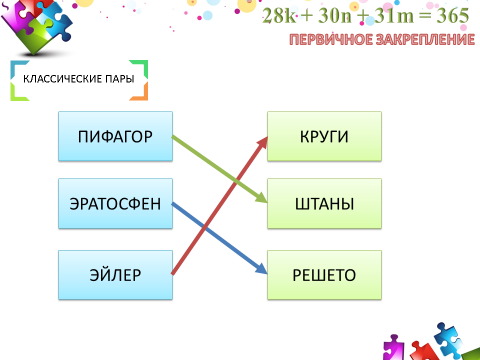 28k + 30n + 31m = 365
ПЕРВИЧНОЕ ЗАКРЕПЛЕНИЕ
КЛАССИЧЕСКИЕ ПАРЫ
ПИФАГОР
КРУГИ
ЭРАТОСФЕН
ШТАНЫ
ЭЙЛЕР
РЕШЕТО